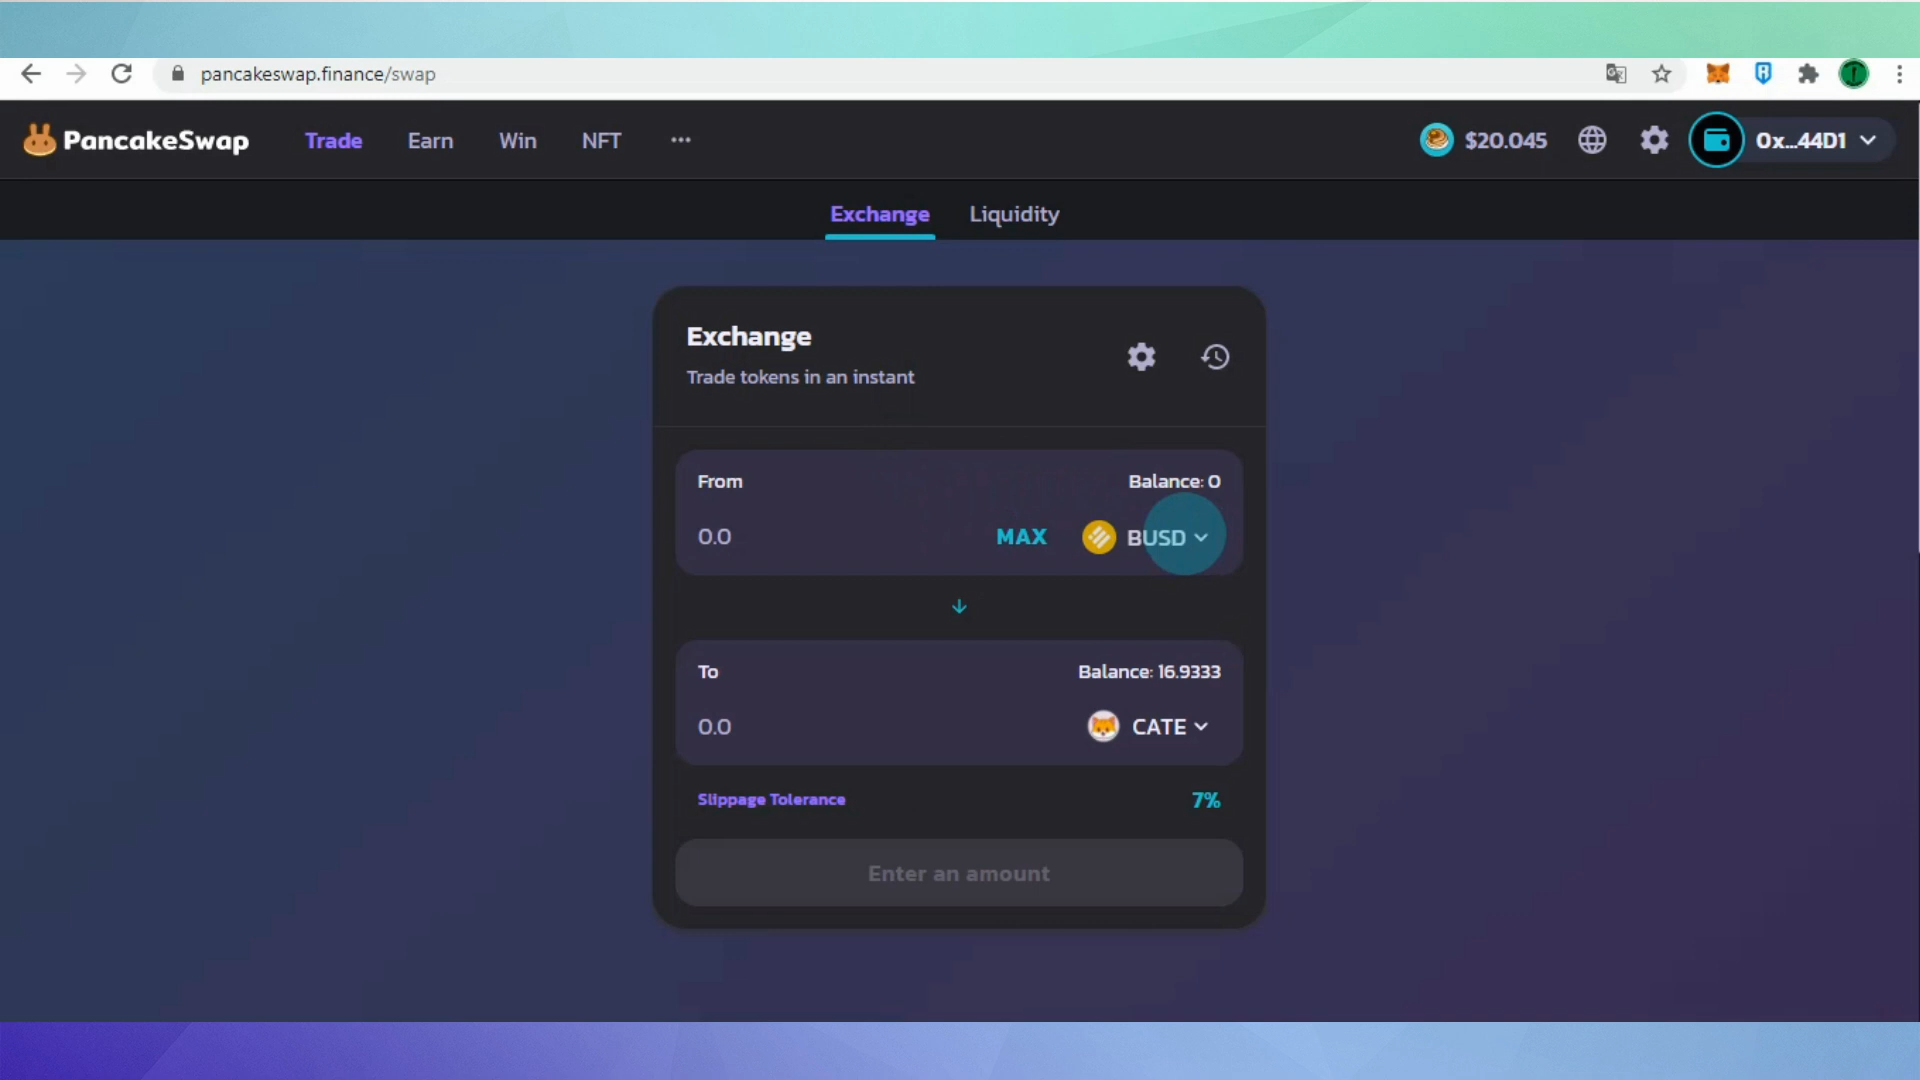 pancakeswap.finance/swap
PancakeSwap Trade Earn Win NFT ... $20.045 0x...44D1
Exchange Liquidity
Exchange
Trade tokens in an instant
From Balance: 0
0.0 MAX BUSD
To Balance: 16.9333
0.0 CATE
Slippage Tolerance 7%
Enter an amount